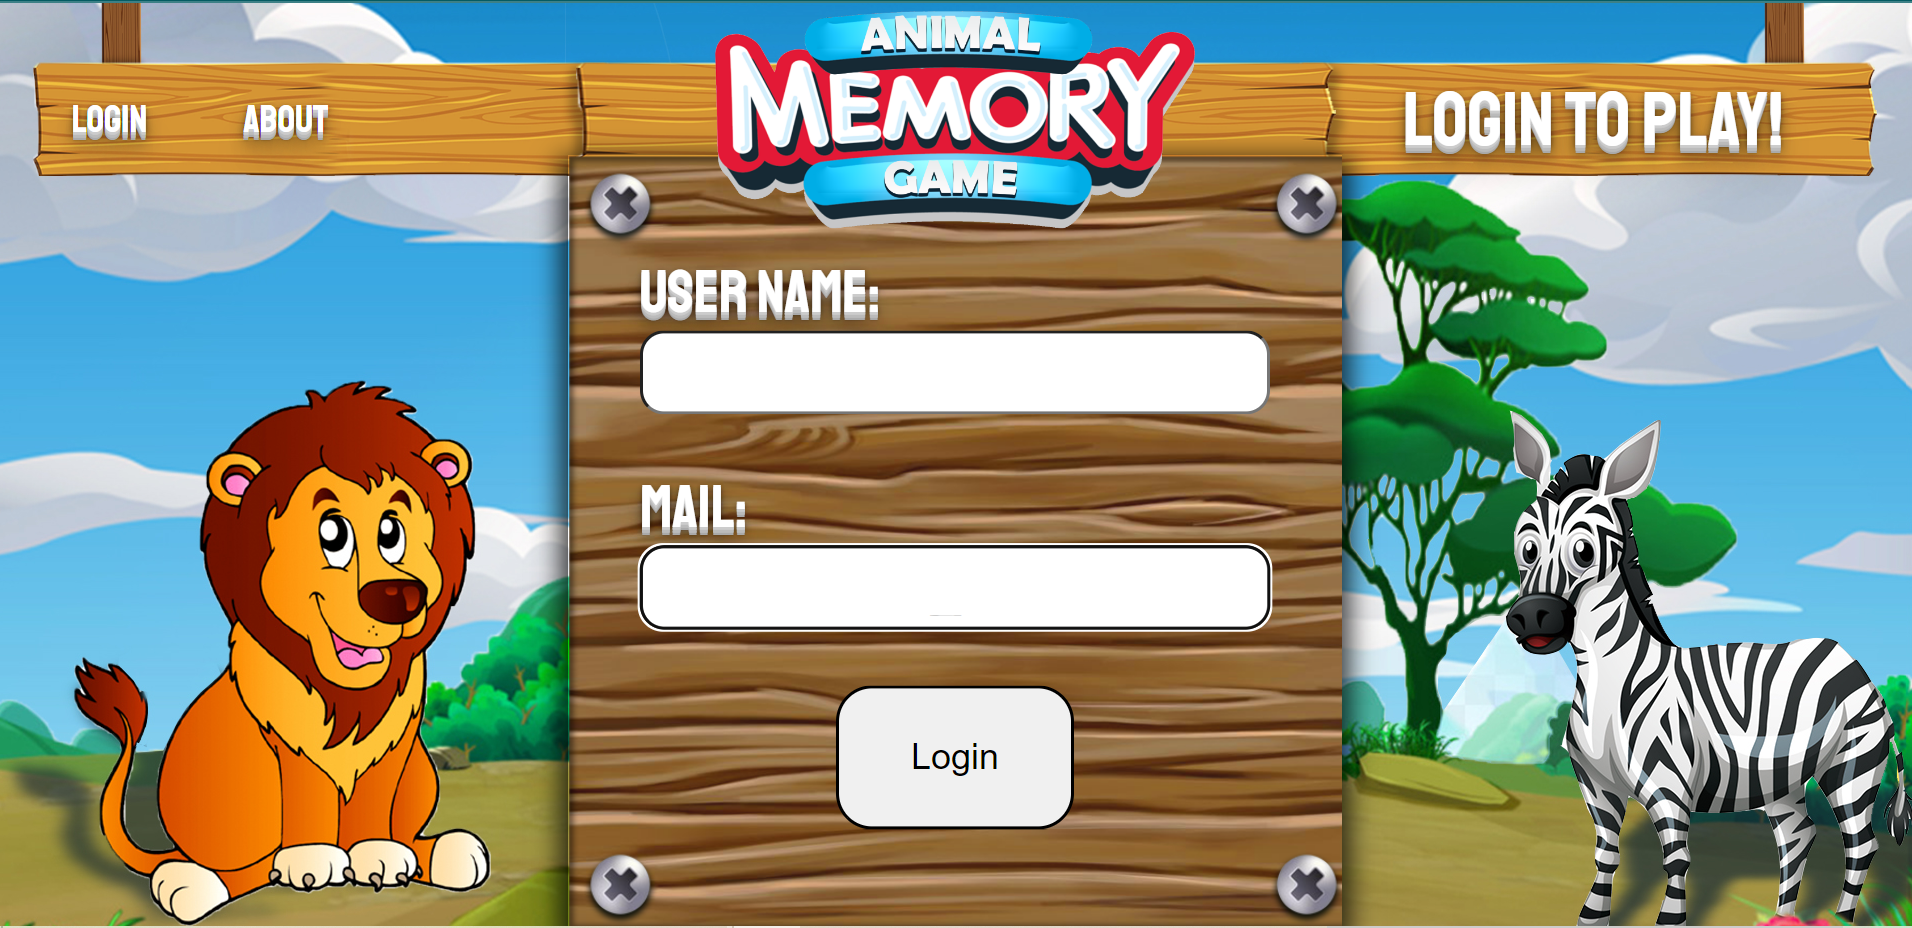 LOGIN
ABOUT
ANIMAL
MEMORY
GAME
LOGIN TO PLAY!
USER NAME:
MAIL:
Login